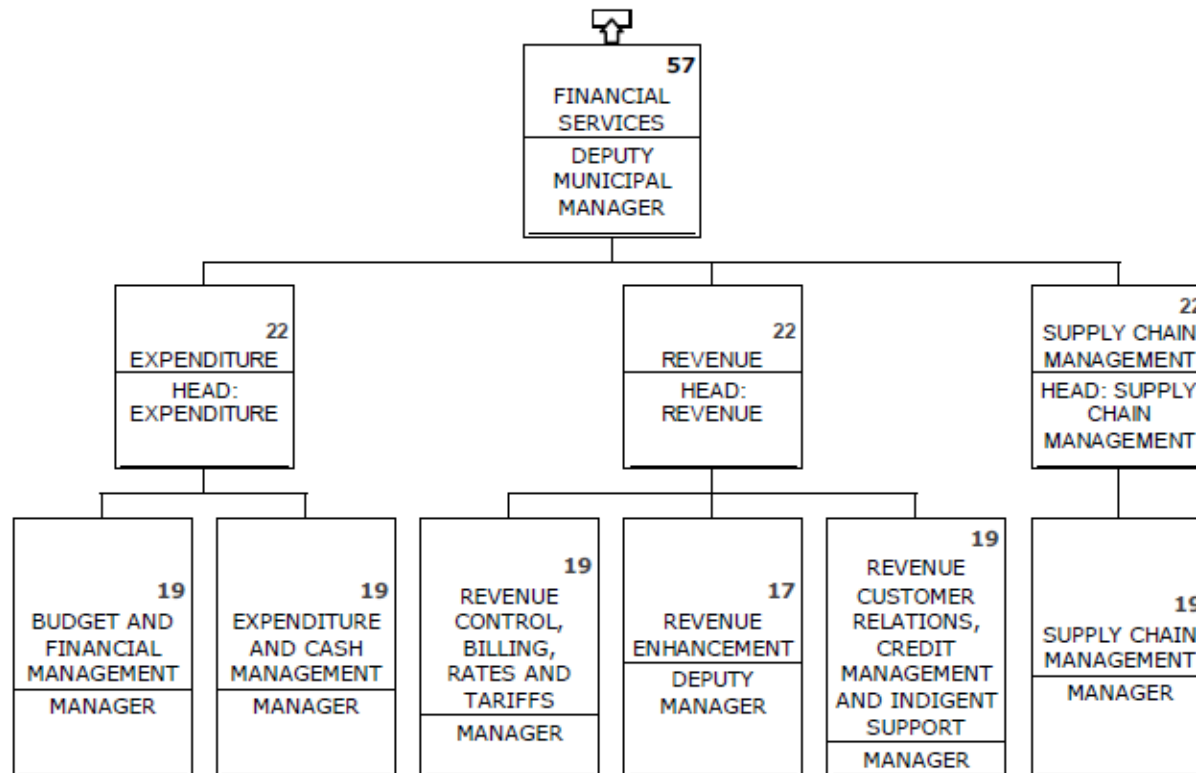 57
FINANCIAL
SERVICES
DEPUTY
MUNICIPAL
MANAGER
22
EXPENDITURE
HEAD:
EXPENDITURE
22
REVENUE
HEAD:
REVENUE
22
SUPPLY CHAIN
MANAGEMENT
HEAD: SUPPLY
CHAIN
MANAGEMENT
19
BUDGET AND
FINANCIAL
MANAGEMENT
MANAGER
19
EXPENDITURE
AND CASH
MANAGEMENT
MANAGER
19
REVENUE
CONTROL,
BILLING,
RATES AND
TARIFFS
MANAGER
17
REVENUE
ENHANCEMENT
DEPUTY
MANAGER
19
REVENUE
CUSTOMER
RELATIONS,
CREDIT
MANAGEMENT
AND INDIGENT
SUPPORT
MANAGER
19
SUPPLY CHAIN
MANAGEMENT
MANAGER